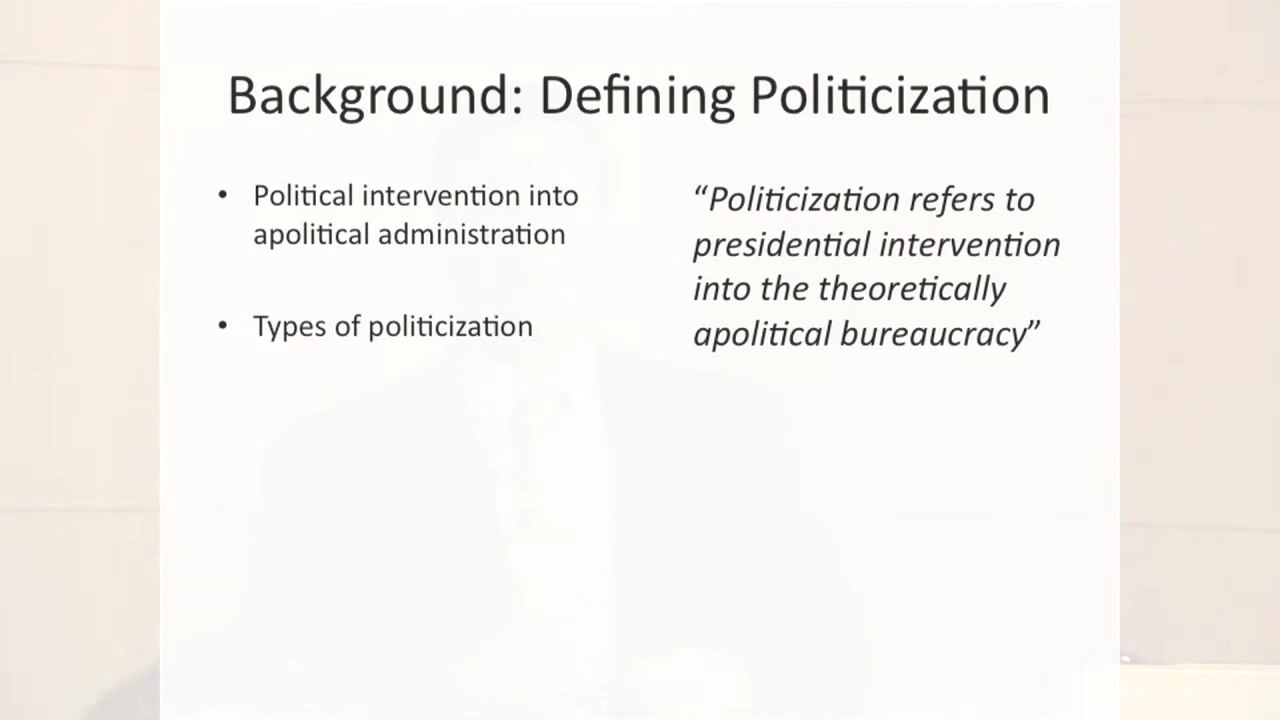 Background: Defining Politicization
• Political intervention into
apolitical administration
• Types of politicization
“Politicization refers to
presidential intervention
into the theoretically
apolitical bureaucracy”